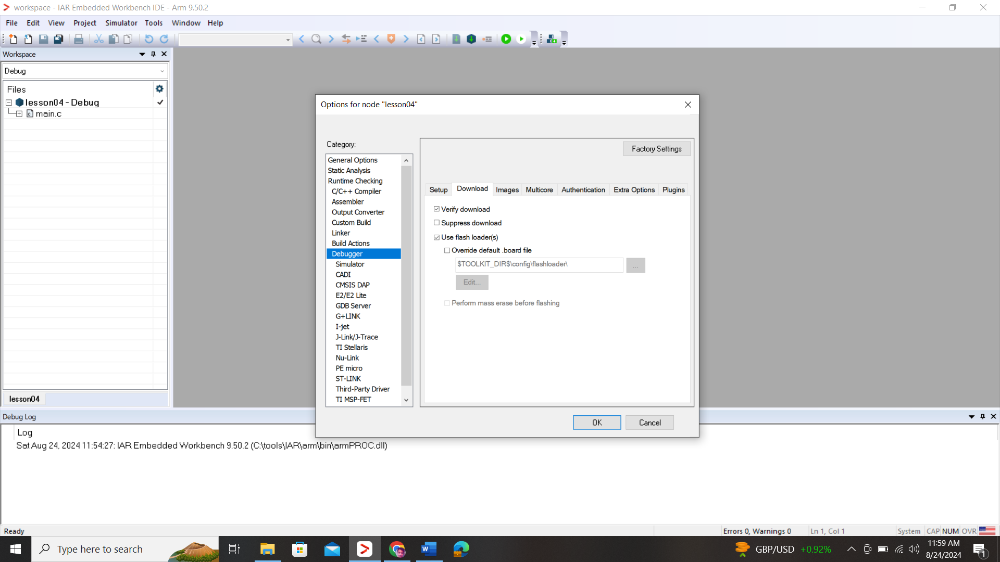 workspace - IAR Embedded Workbench IDE - Arm 9.50.2
File Edit View Project Simulator Tools Window Help
Workspace
Debug
Files
lesson04 - Debug
main.c
lesson04
Options for node "lesson04"
Category:
General Options
Static Analysis
Runtime Checking
C/C++ Compiler
Assembler
Output Converter
Custom Build
Linker
Build Actions
Debugger
Simulator
CADI
CMSIS DAP
E2/E2 Lite
GDB Server
G+LINK
I-jet
J-Link/J-Trace
TI Stellaris
Nu-Link
PE micro
ST-LINK
Third-Party Driver
TI MSP-FET
Factory Settings
Setup Download Images Multicore Authentication Extra Options Plugins
Verify download
Suppress download
Use flash loader(s)
Override default .board file
$TOOLKIT_DIR$\config\flashloader\
...
Edit...
Perform mass erase before flashing
OK Cancel
Debug Log
Log
Sat Aug 24, 2024 11:54:27: IAR Embedded Workbench 9.50.2 (C:\tools\IAR\arm\bin\armPROC.dll)
Ready
Errors 0, Warnings 0 Ln 1, Col 1 System CAP NUM OVR
Type here to search
GBP/USD +0.92%
11:59 AM
8/24/2024
1